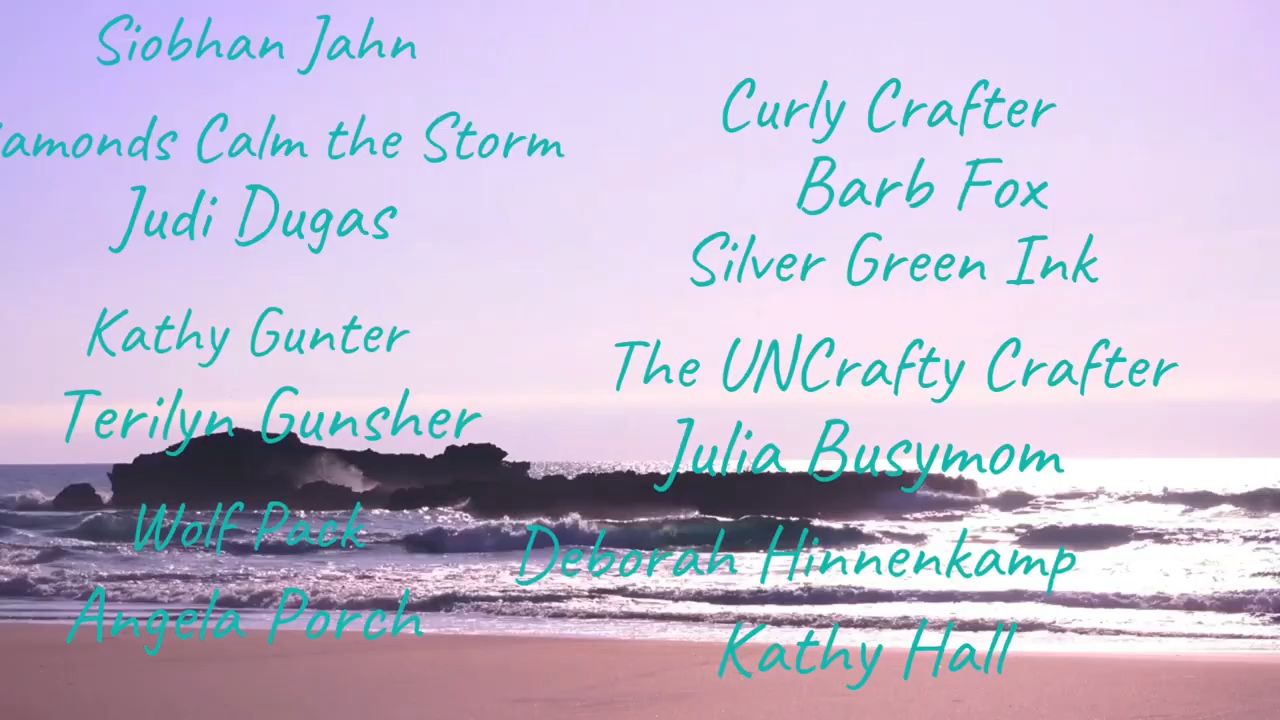 Siobhan Jahn
amonds Calm the Storm
Judi Dugas
Kathy Gunter
Terilyn Gunsher
Wolf Pack
Angela Porch
Curly Crafter
Barb Fox
Silver Green Ink
The UNCrafty Crafter
Julia Busymom
Deborah Hinnenkamp
Kathy Hall